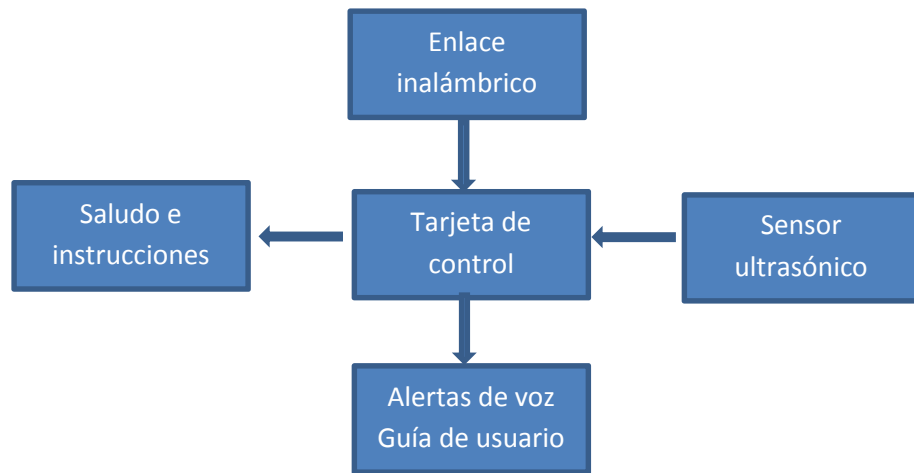 Enlace
inalámbrico
Saludo e
instrucciones
Tarjeta de
control
Sensor
ultrasónico
Alertas de voz
Guía de usuario